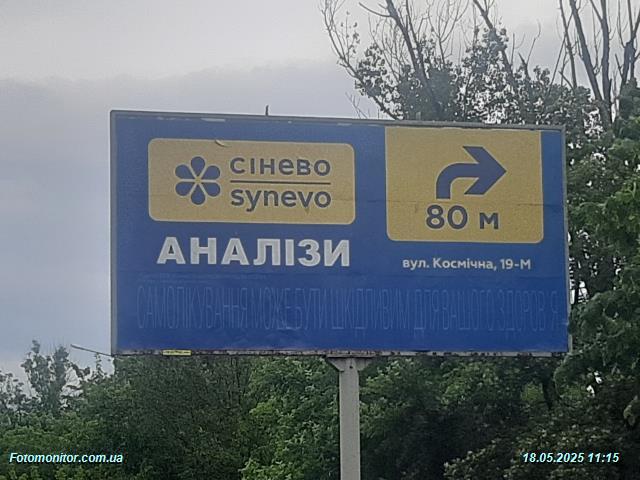 сінево
synevo
АНАЛІЗИ
80 м
вул. Космічна, 19-М
САМОЛІКУВАННЯ МОЖЕ БУТИ ШКІДЛИВИМ ДЛЯ ВАШОГО ЗДОРОВ'Я
Fotomonitor.com.ua
18.05.2025 11:15